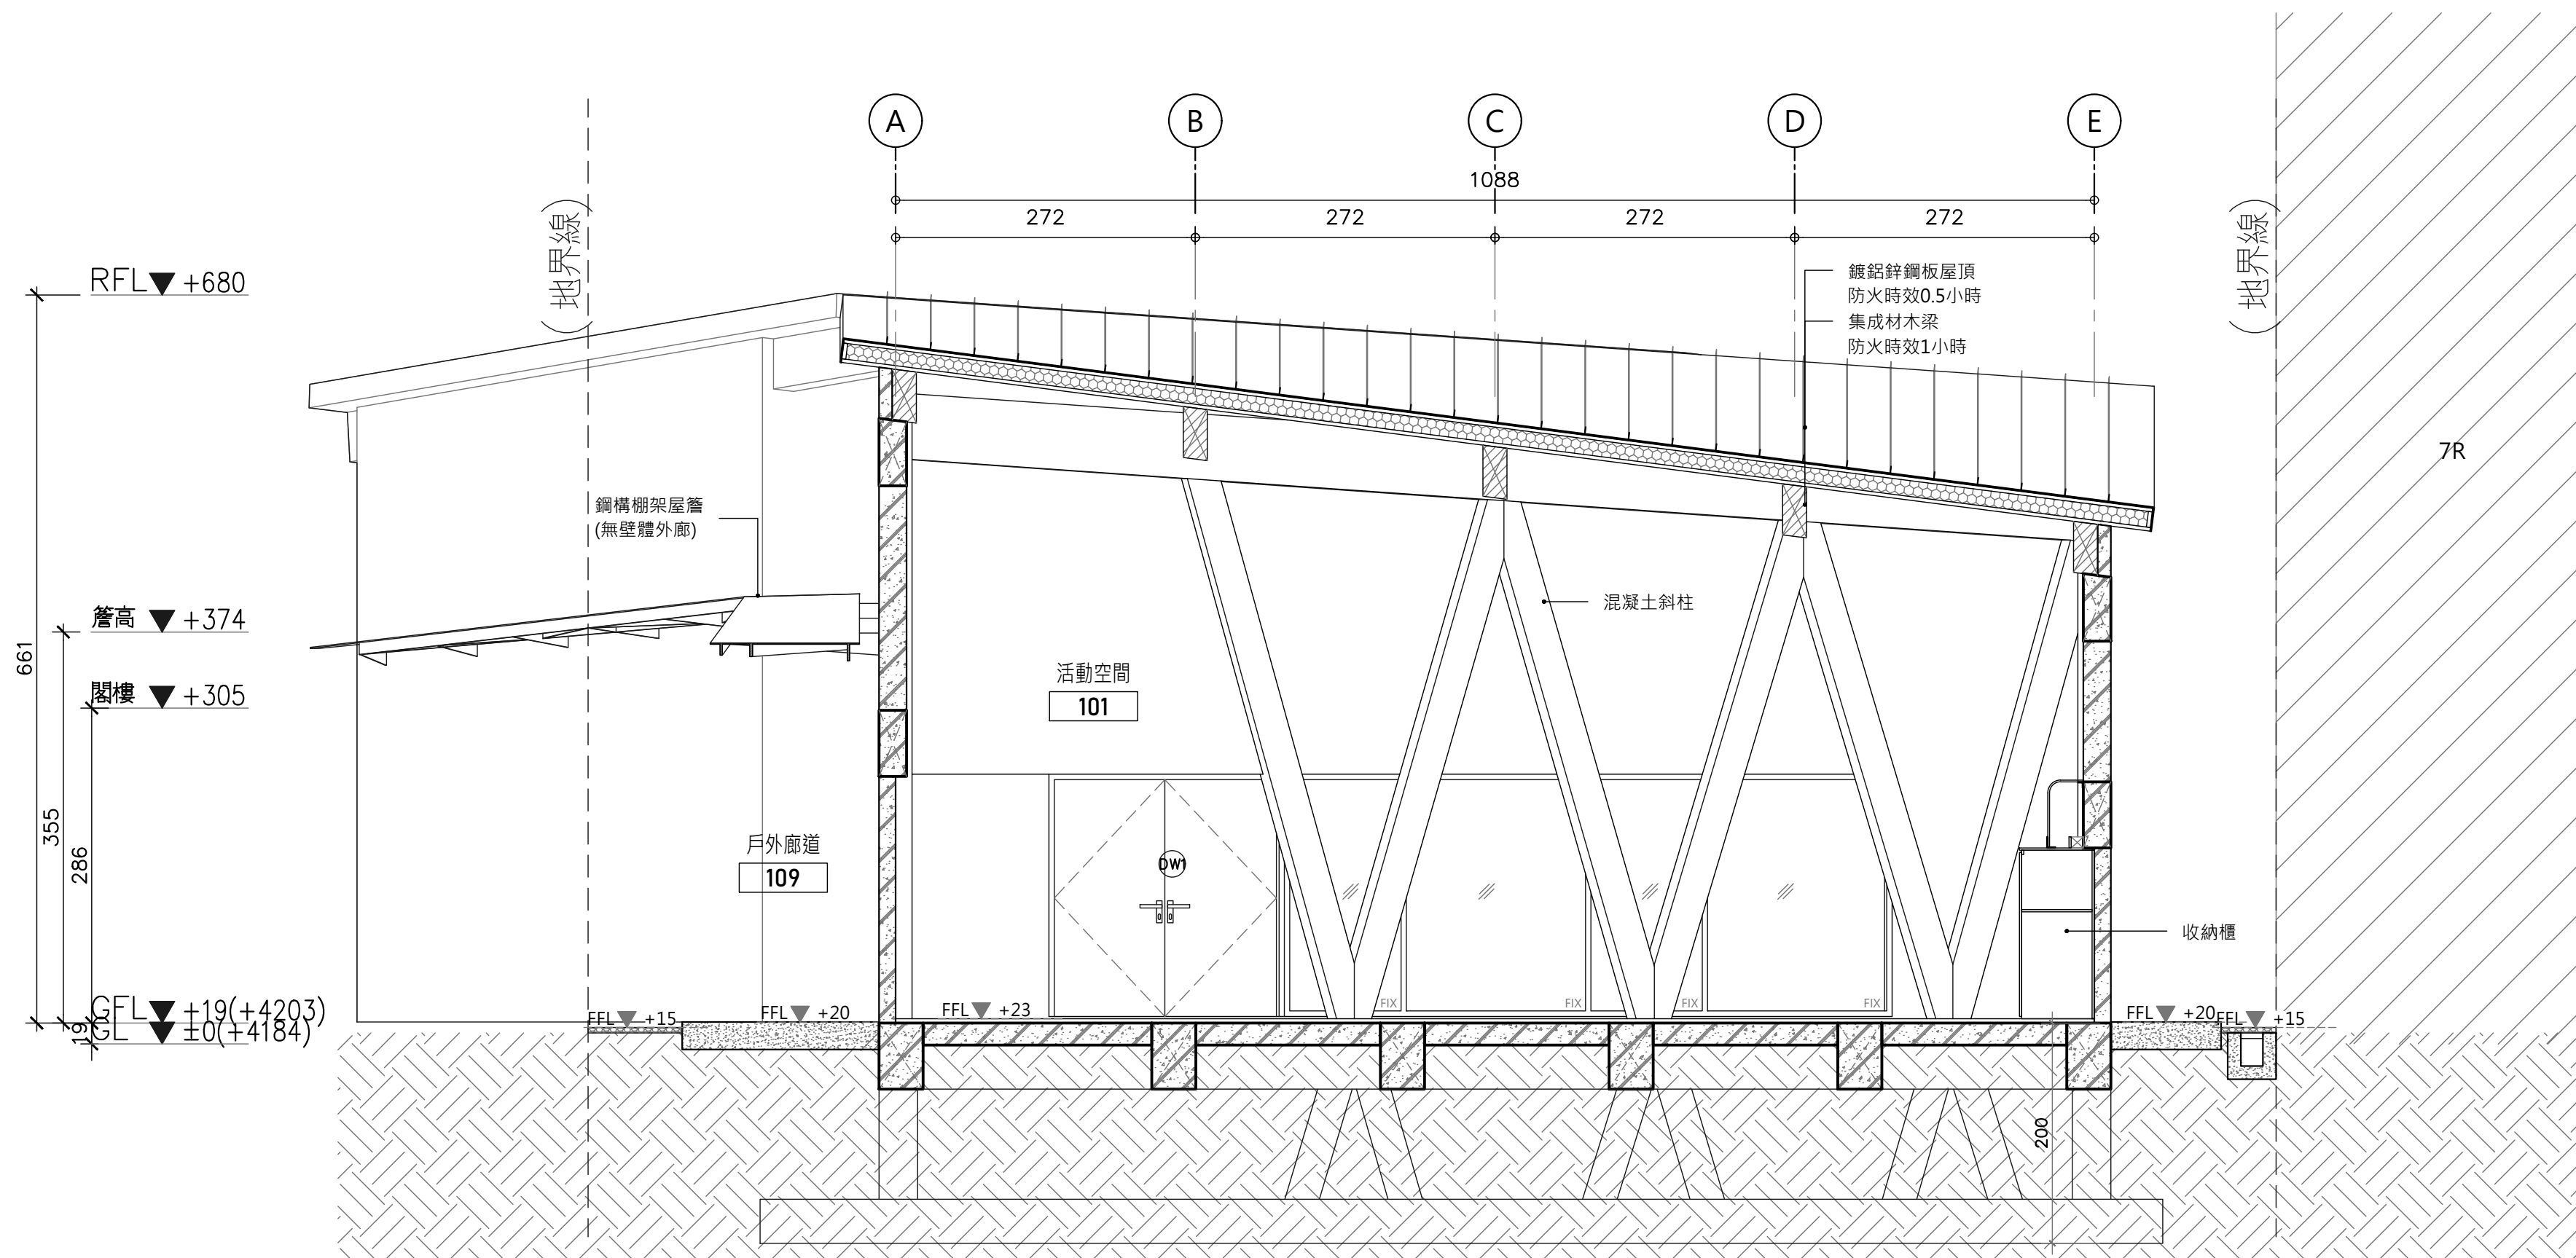 A
B
C
D
E
1088
272
272
272
272
(地界線)
(地界線)
鍍鋁鋅鋼板屋頂
防火時效0.5小時
集成材木梁
防火時效1小時
RFL +680
7R
鋼構棚架屋簷
(無壁體外廊)
簷高 +374
混凝土斜柱
661
活動空間
101
閣樓 +305
355
286
戶外廊道
109
DW1
收納櫃
FIX
FIX
FIX
FIX
GFL +19(+4203)
GL ±0(+4184)
19
FFL +15
FFL +20
FFL +23
FFL +20
FFL +15
200